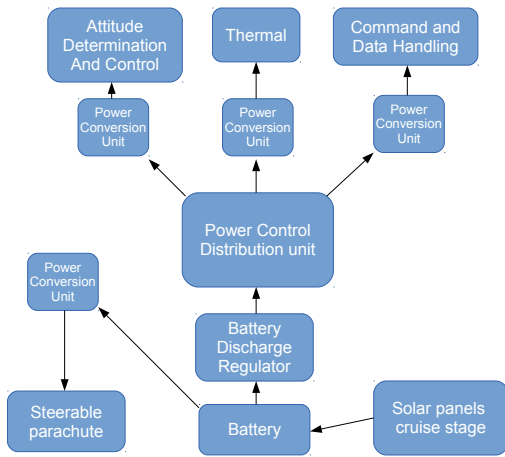 Attitude
Determination
And Control
Thermal
Command and
Data Handling
Power
Conversion
Unit
Power
Conversion
Unit
Power
Conversion
Unit
Power Control
Distribution unit
Power
Conversion
Unit
Battery
Discharge
Regulator
Steerable
parachute
Battery
Solar panels
cruise stage